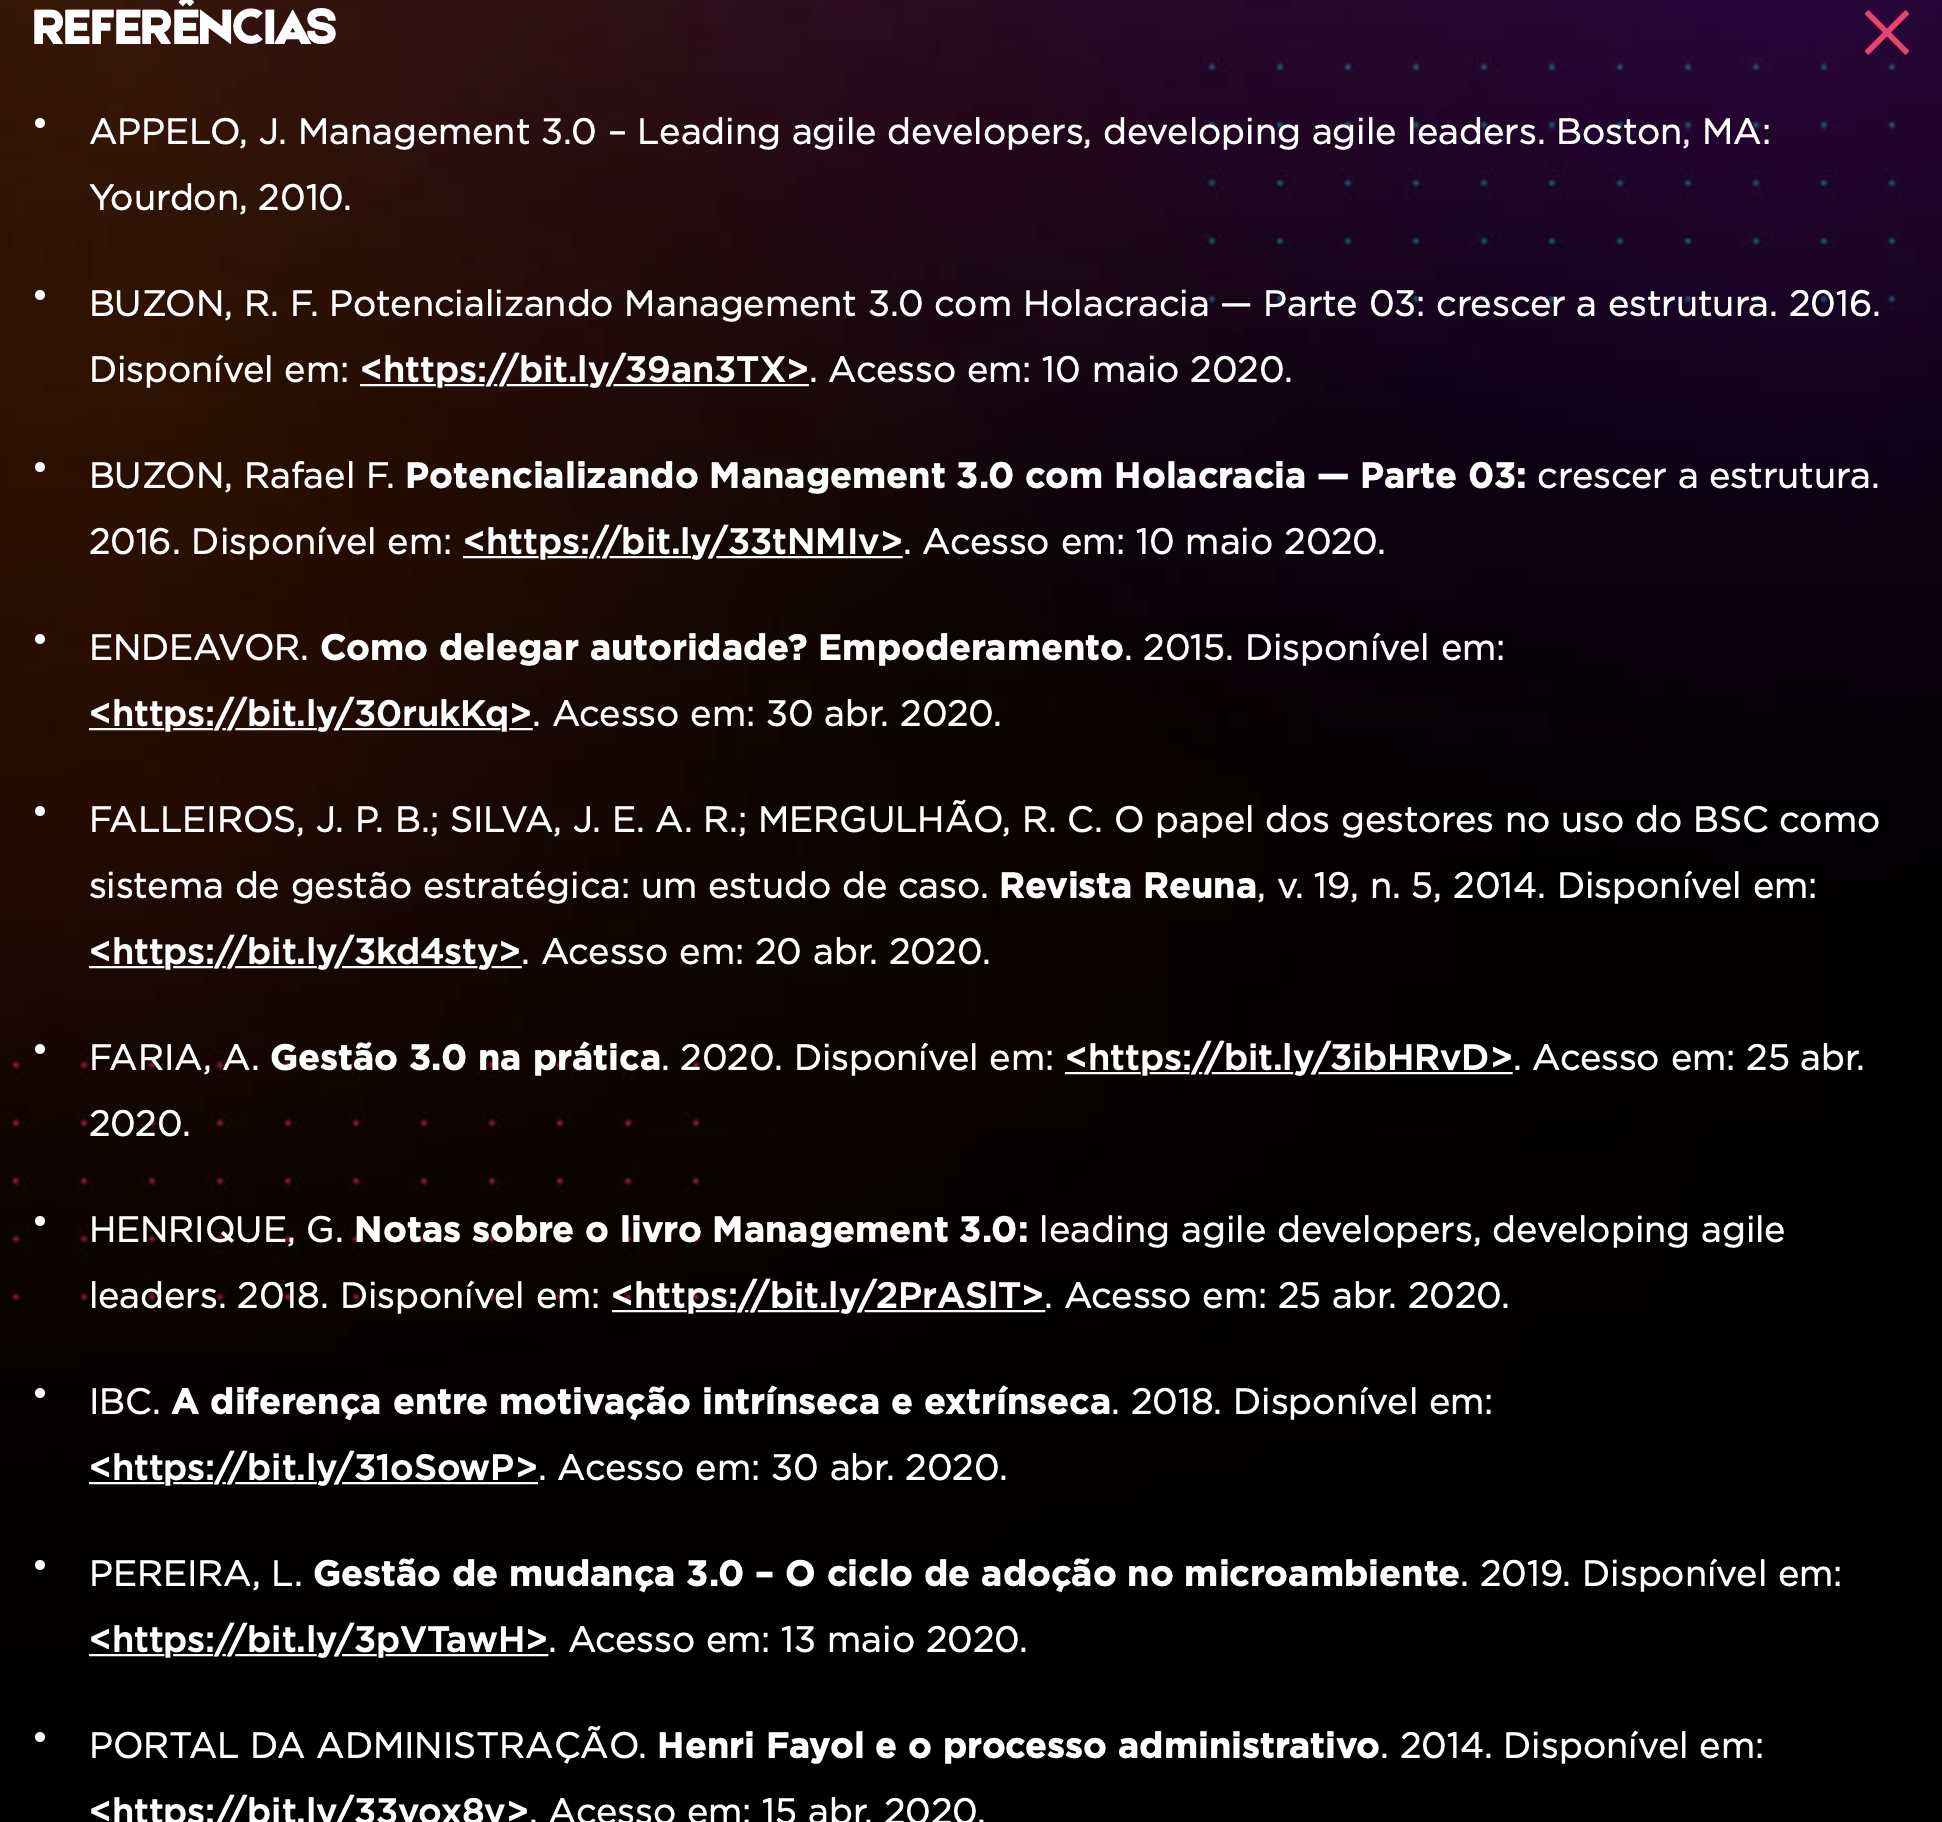 REFERÊNCIAS
• APPELO, J. Management 3.0 – Leading agile developers, developing agile leaders. Boston, MA:
Yourdon, 2010.
• BUZON, R. F. Potencializando Management 3.0 com Holacracia — Parte 03: crescer a estrutura. 2016.
Disponível em: <https://bit.ly/39an3TX>. Acesso em: 10 maio 2020.
• BUZON, Rafael F. Potencializando Management 3.0 com Holacracia — Parte 03: crescer a estrutura.
2016. Disponível em: <https://bit.ly/33tNMIv>. Acesso em: 10 maio 2020.
• ENDEAVOR. Como delegar autoridade? Empoderamento. 2015. Disponível em:
<https://bit.ly/30rukKq>. Acesso em: 30 abr. 2020.
• FALLEIROS, J. P. B.; SILVA, J. E. A. R.; MERGULHÃO, R. C. O papel dos gestores no uso do BSC como
sistema de gestão estratégica: um estudo de caso. Revista Reuna, v. 19, n. 5, 2014. Disponível em:
<https://bit.ly/3kd4sty>. Acesso em: 20 abr. 2020.
• FARIA, A. Gestão 3.0 na prática. 2020. Disponível em: <https://bit.ly/3ibHRvD>. Acesso em: 25 abr.
2020.
• HENRIQUE, G. Notas sobre o livro Management 3.0: leading agile developers, developing agile
leaders. 2018. Disponível em: <https://bit.ly/2PrASlT>. Acesso em: 25 abr. 2020.
• IBC. A diferença entre motivação intrínseca e extrínseca. 2018. Disponível em:
<https://bit.ly/31oSowP>. Acesso em: 30 abr. 2020.
• PEREIRA, L. Gestão de mudança 3.0 – O ciclo de adoção no microambiente. 2019. Disponível em:
<https://bit.ly/3pVTawH>. Acesso em: 13 maio 2020.
• PORTAL DA ADMINISTRAÇÃO. Henri Fayol e o processo administrativo. 2014. Disponível em:
Acesso em: 15 abr. 2020.